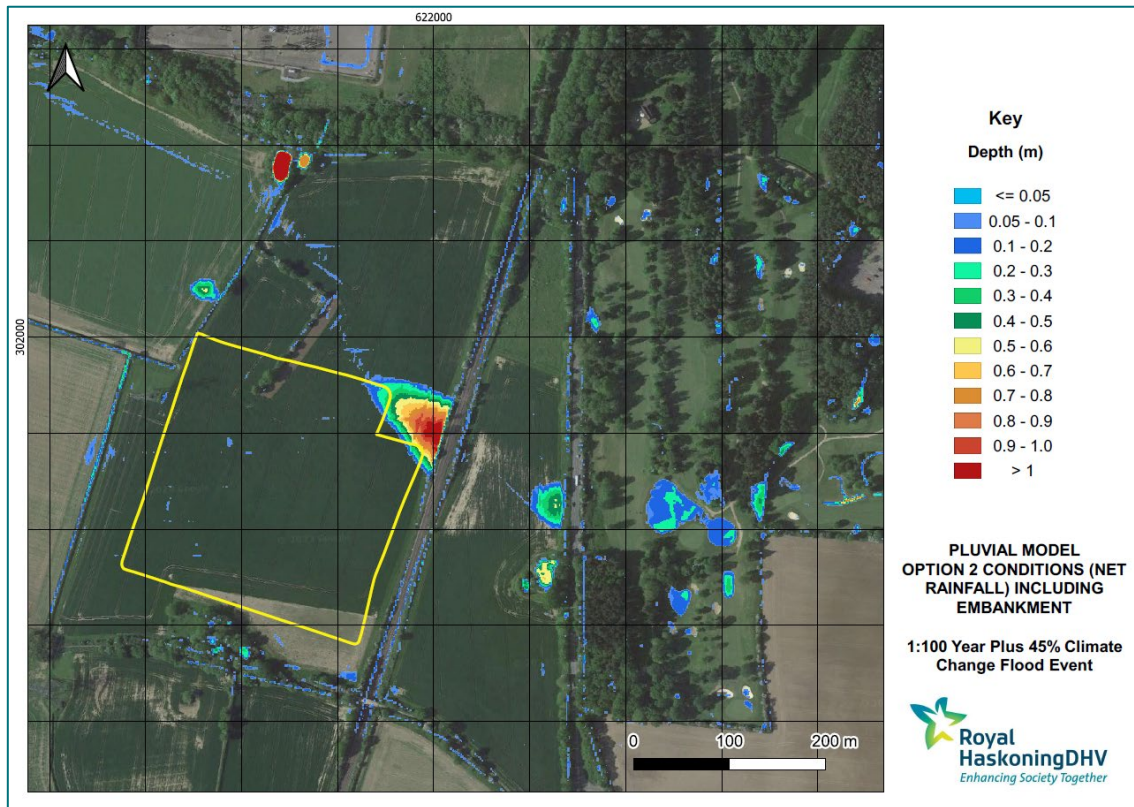 622000
302000
Key
Depth (m)
<= 0.05
0.05 - 0.1
0.1 - 0.2
0.2 - 0.3
0.3 - 0.4
0.4 - 0.5
0.5 - 0.6
0.6 - 0.7
0.7 - 0.8
0.8 - 0.9
0.9 - 1.0
> 1
PLUVIAL MODEL
OPTION 2 CONDITIONS (NET
RAINFALL) INCLUDING
EMBANKMENT
1:100 Year Plus 45% Climate
Change Flood Event
0 100 200 m
Royal
HaskoningDHV
Enhancing Society Together